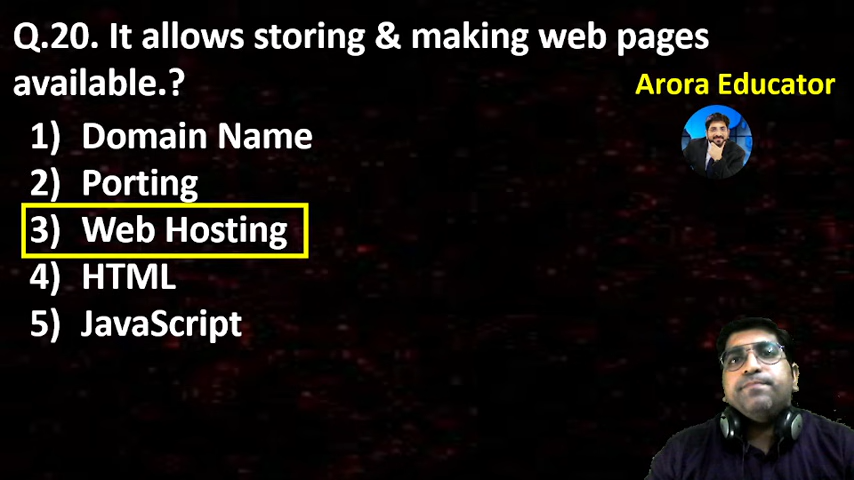 Q.20. It allows storing & making web pages
available.?
Arora Educator
1) Domain Name
2) Porting
3) Web Hosting
4) HTML
5) JavaScript